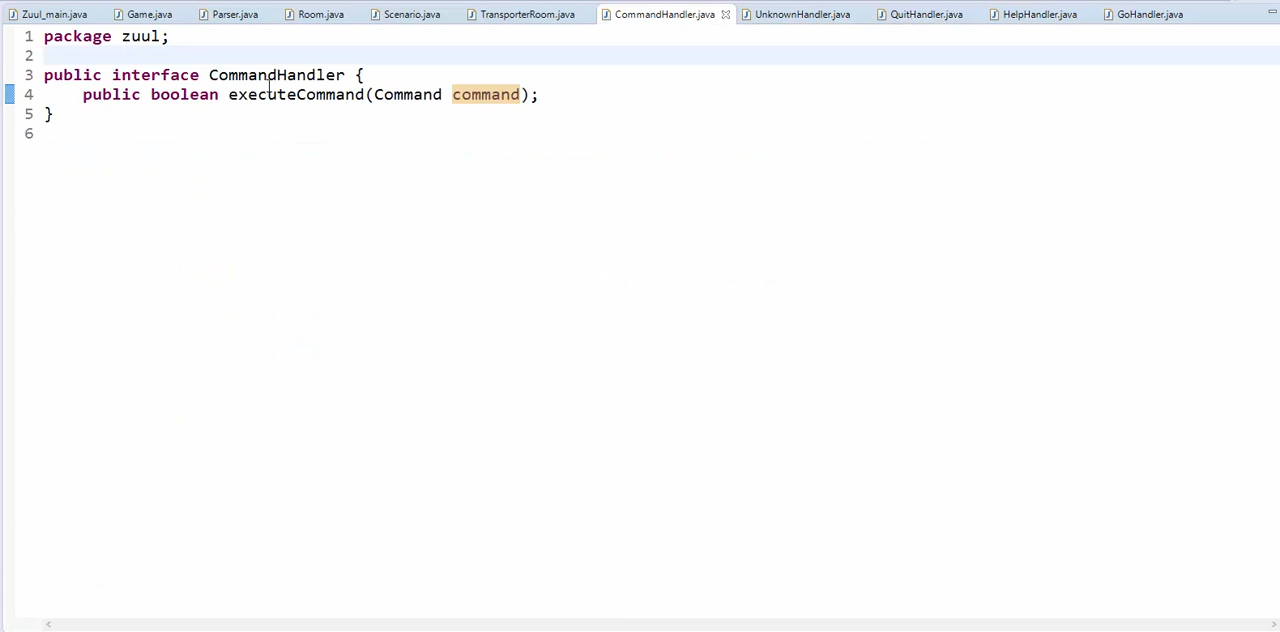 Zuul_main.java Game.java Parser.java Room.java Scenario.java TransporterRoom.java CommandHandler.java UnknownHandler.java QuitHandler.java HelpHandler.java GoHandler.java
1 package zuul;
2
3 public interface CommandHandler {
4 public boolean executeCommand(Command command);
5 }
6